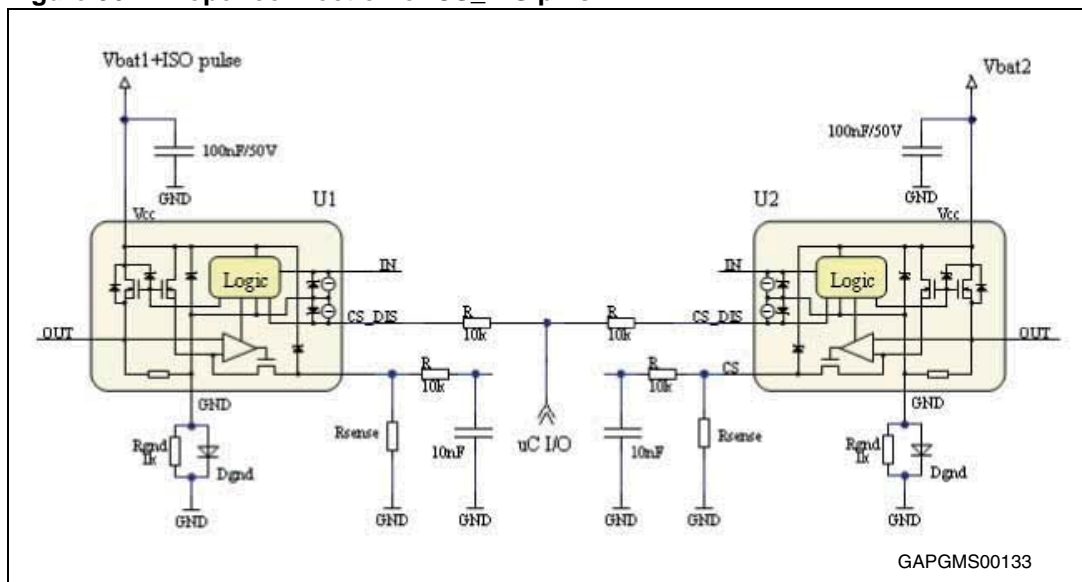 Vbat1+ISO pulse
Vbat2
100nF/50V
100nF/50V
GND
GND
U1
U2
Vcc
Vcc
Logic
Logic
IN
IN
CS_DIS
R
10k
R
10k
CS_DIS
OUT
OUT
R
10k
R
10k
CS
GND
GND
Rgnd
1k
Dgnd
Rsense
10nF
uC I/O
10nF
Rsense
Rgnd
1k
Dgnd
GND
GND
GND
GND
GND
GND
GAPGMS00133